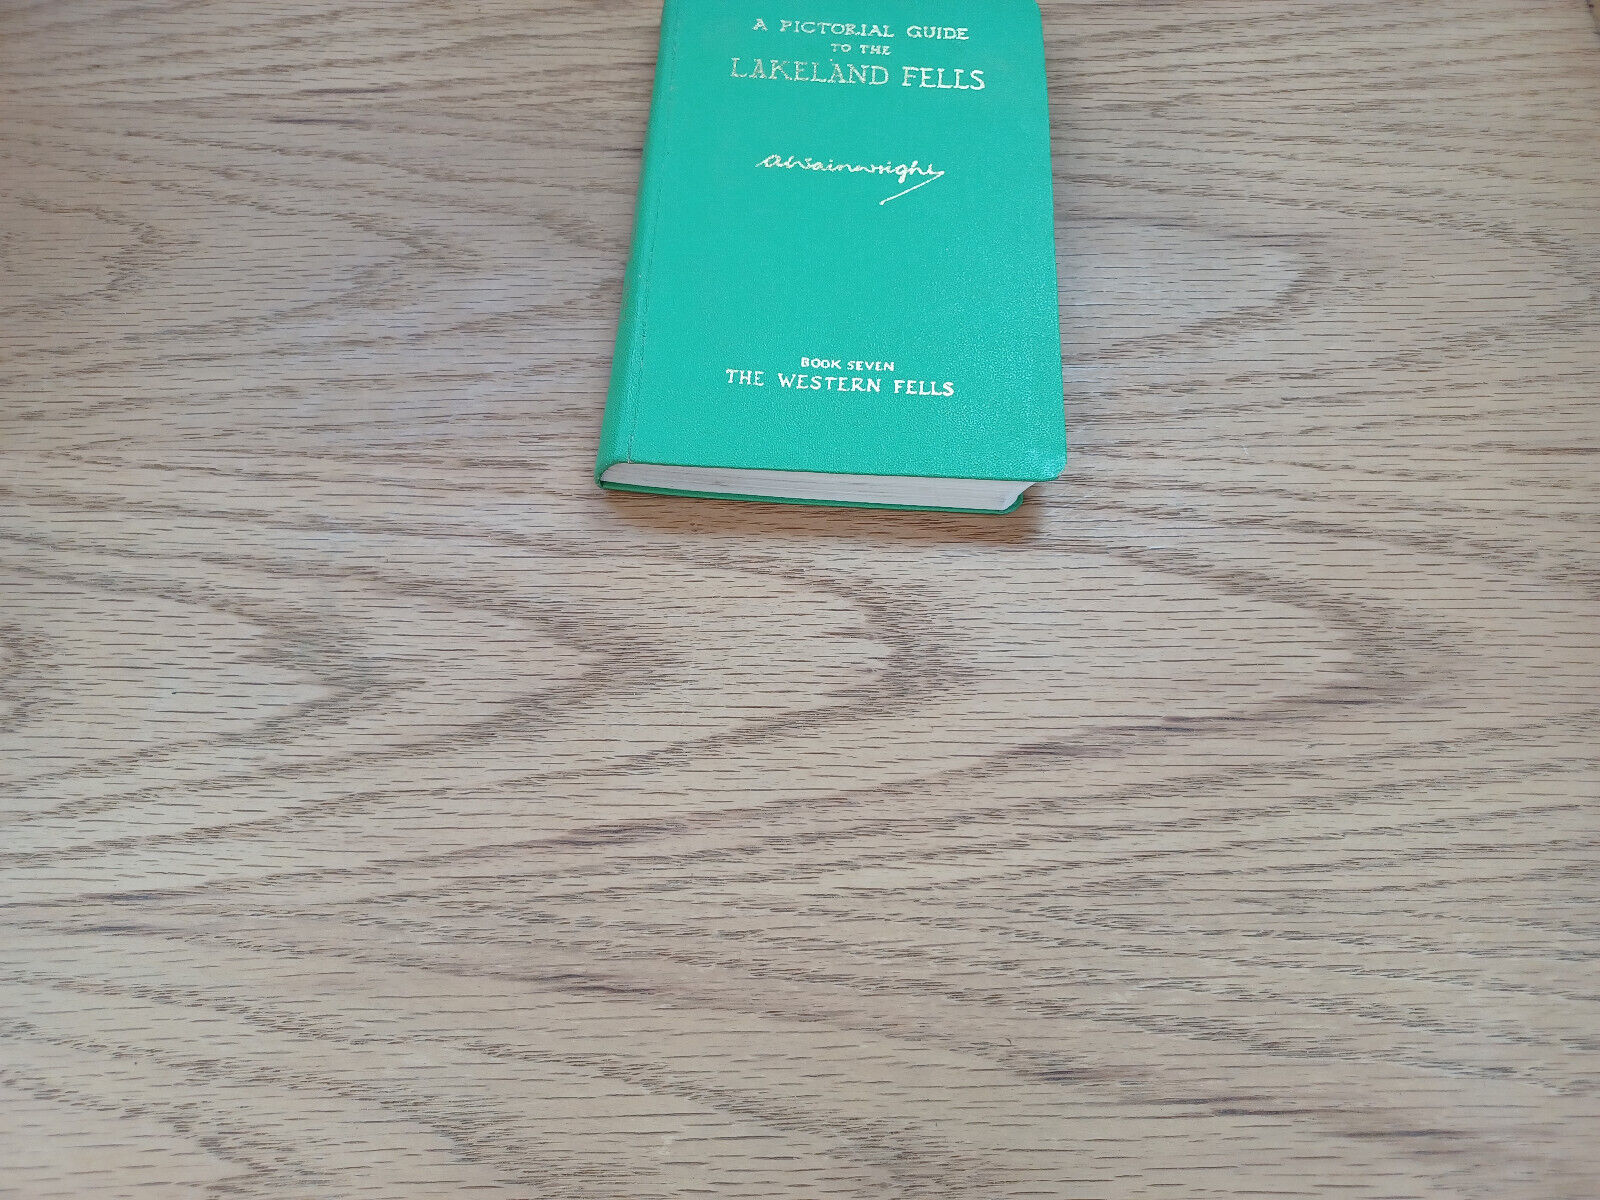 A PICTORIAL GUIDE
TO THE
LAKELAND FELLS
AWainwright
BOOK SEVEN
THE WESTERN FELLS